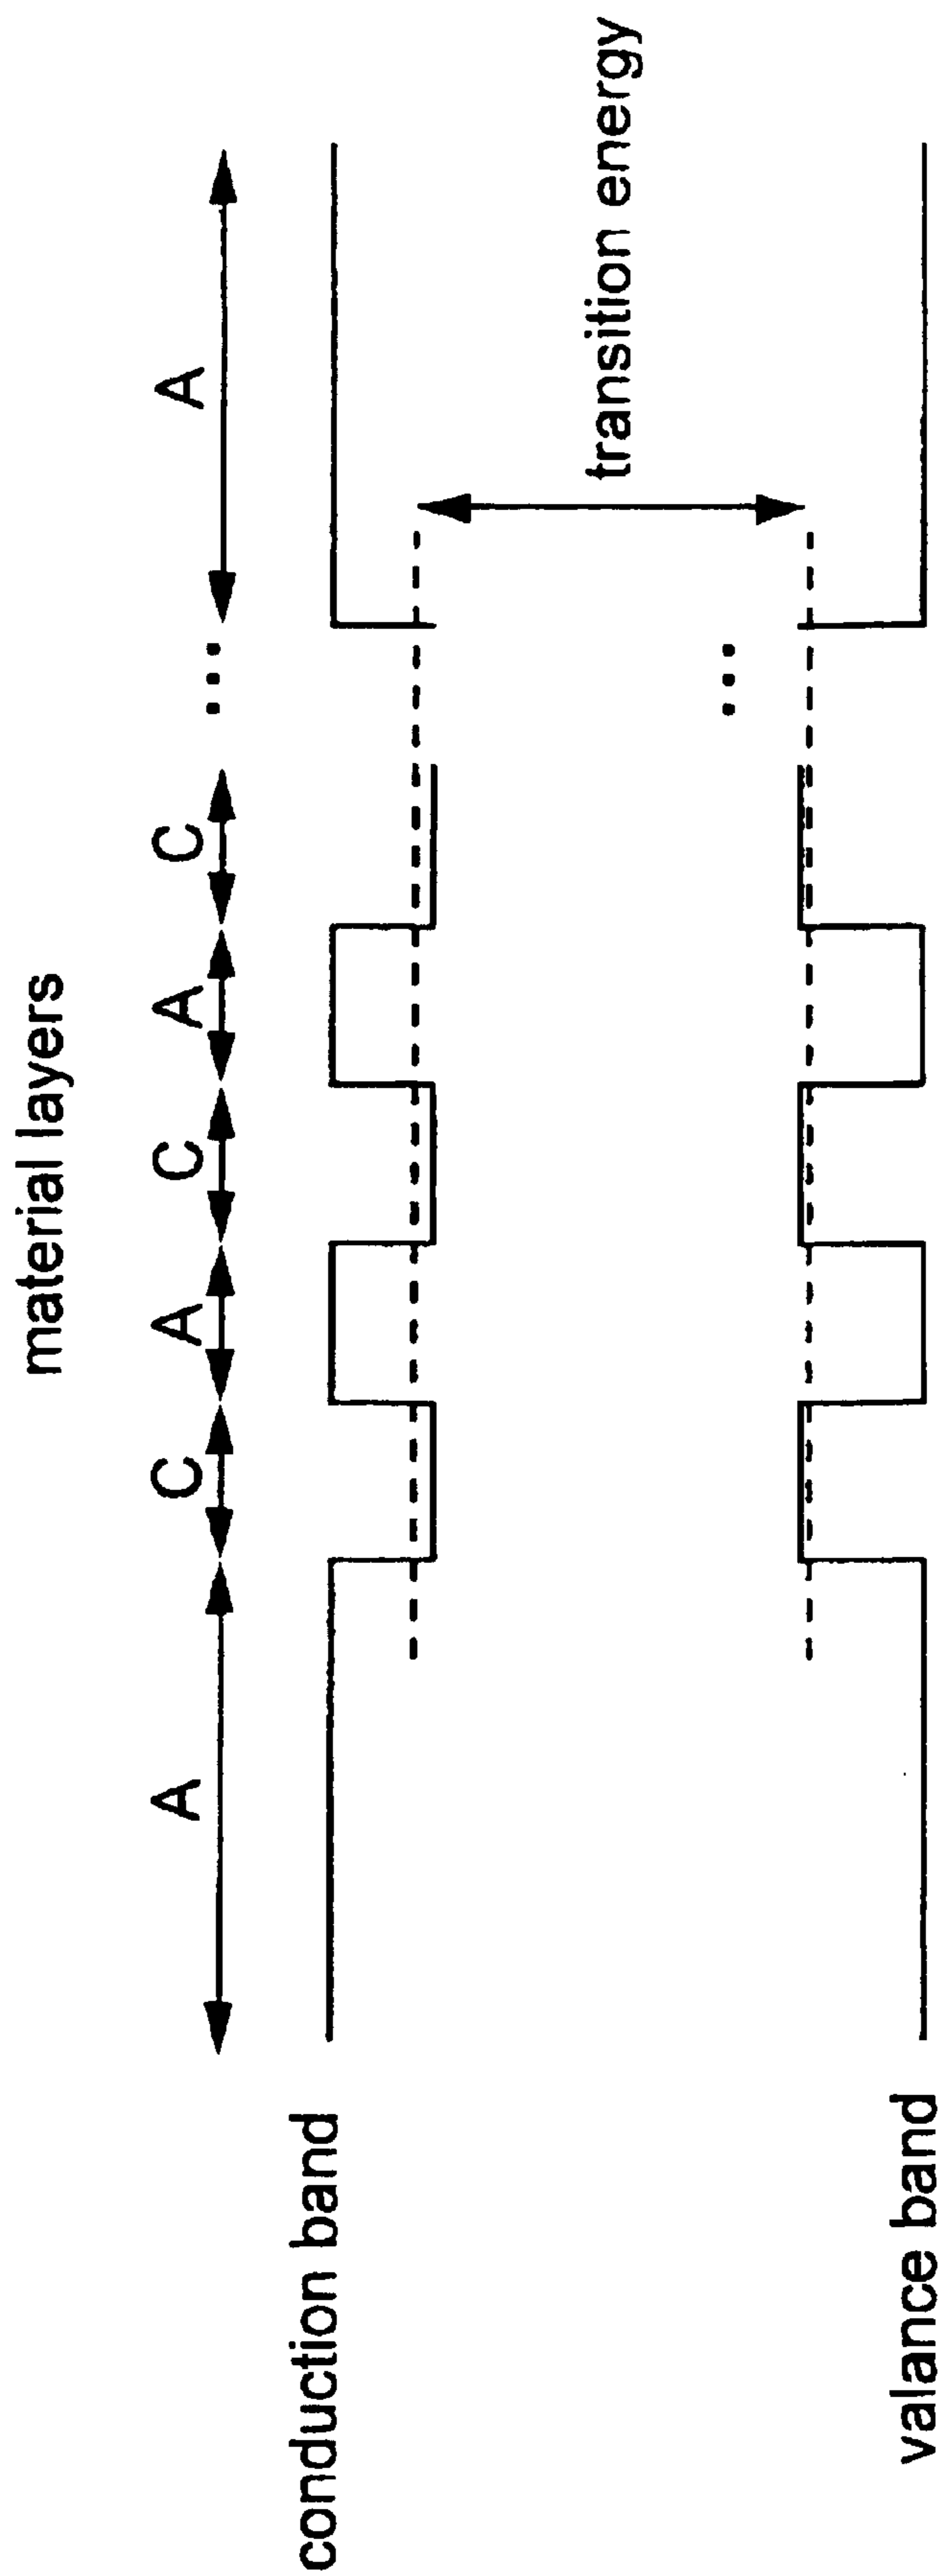 material layers
A C A C A C ... A
conduction band
transition energy
...
valance band